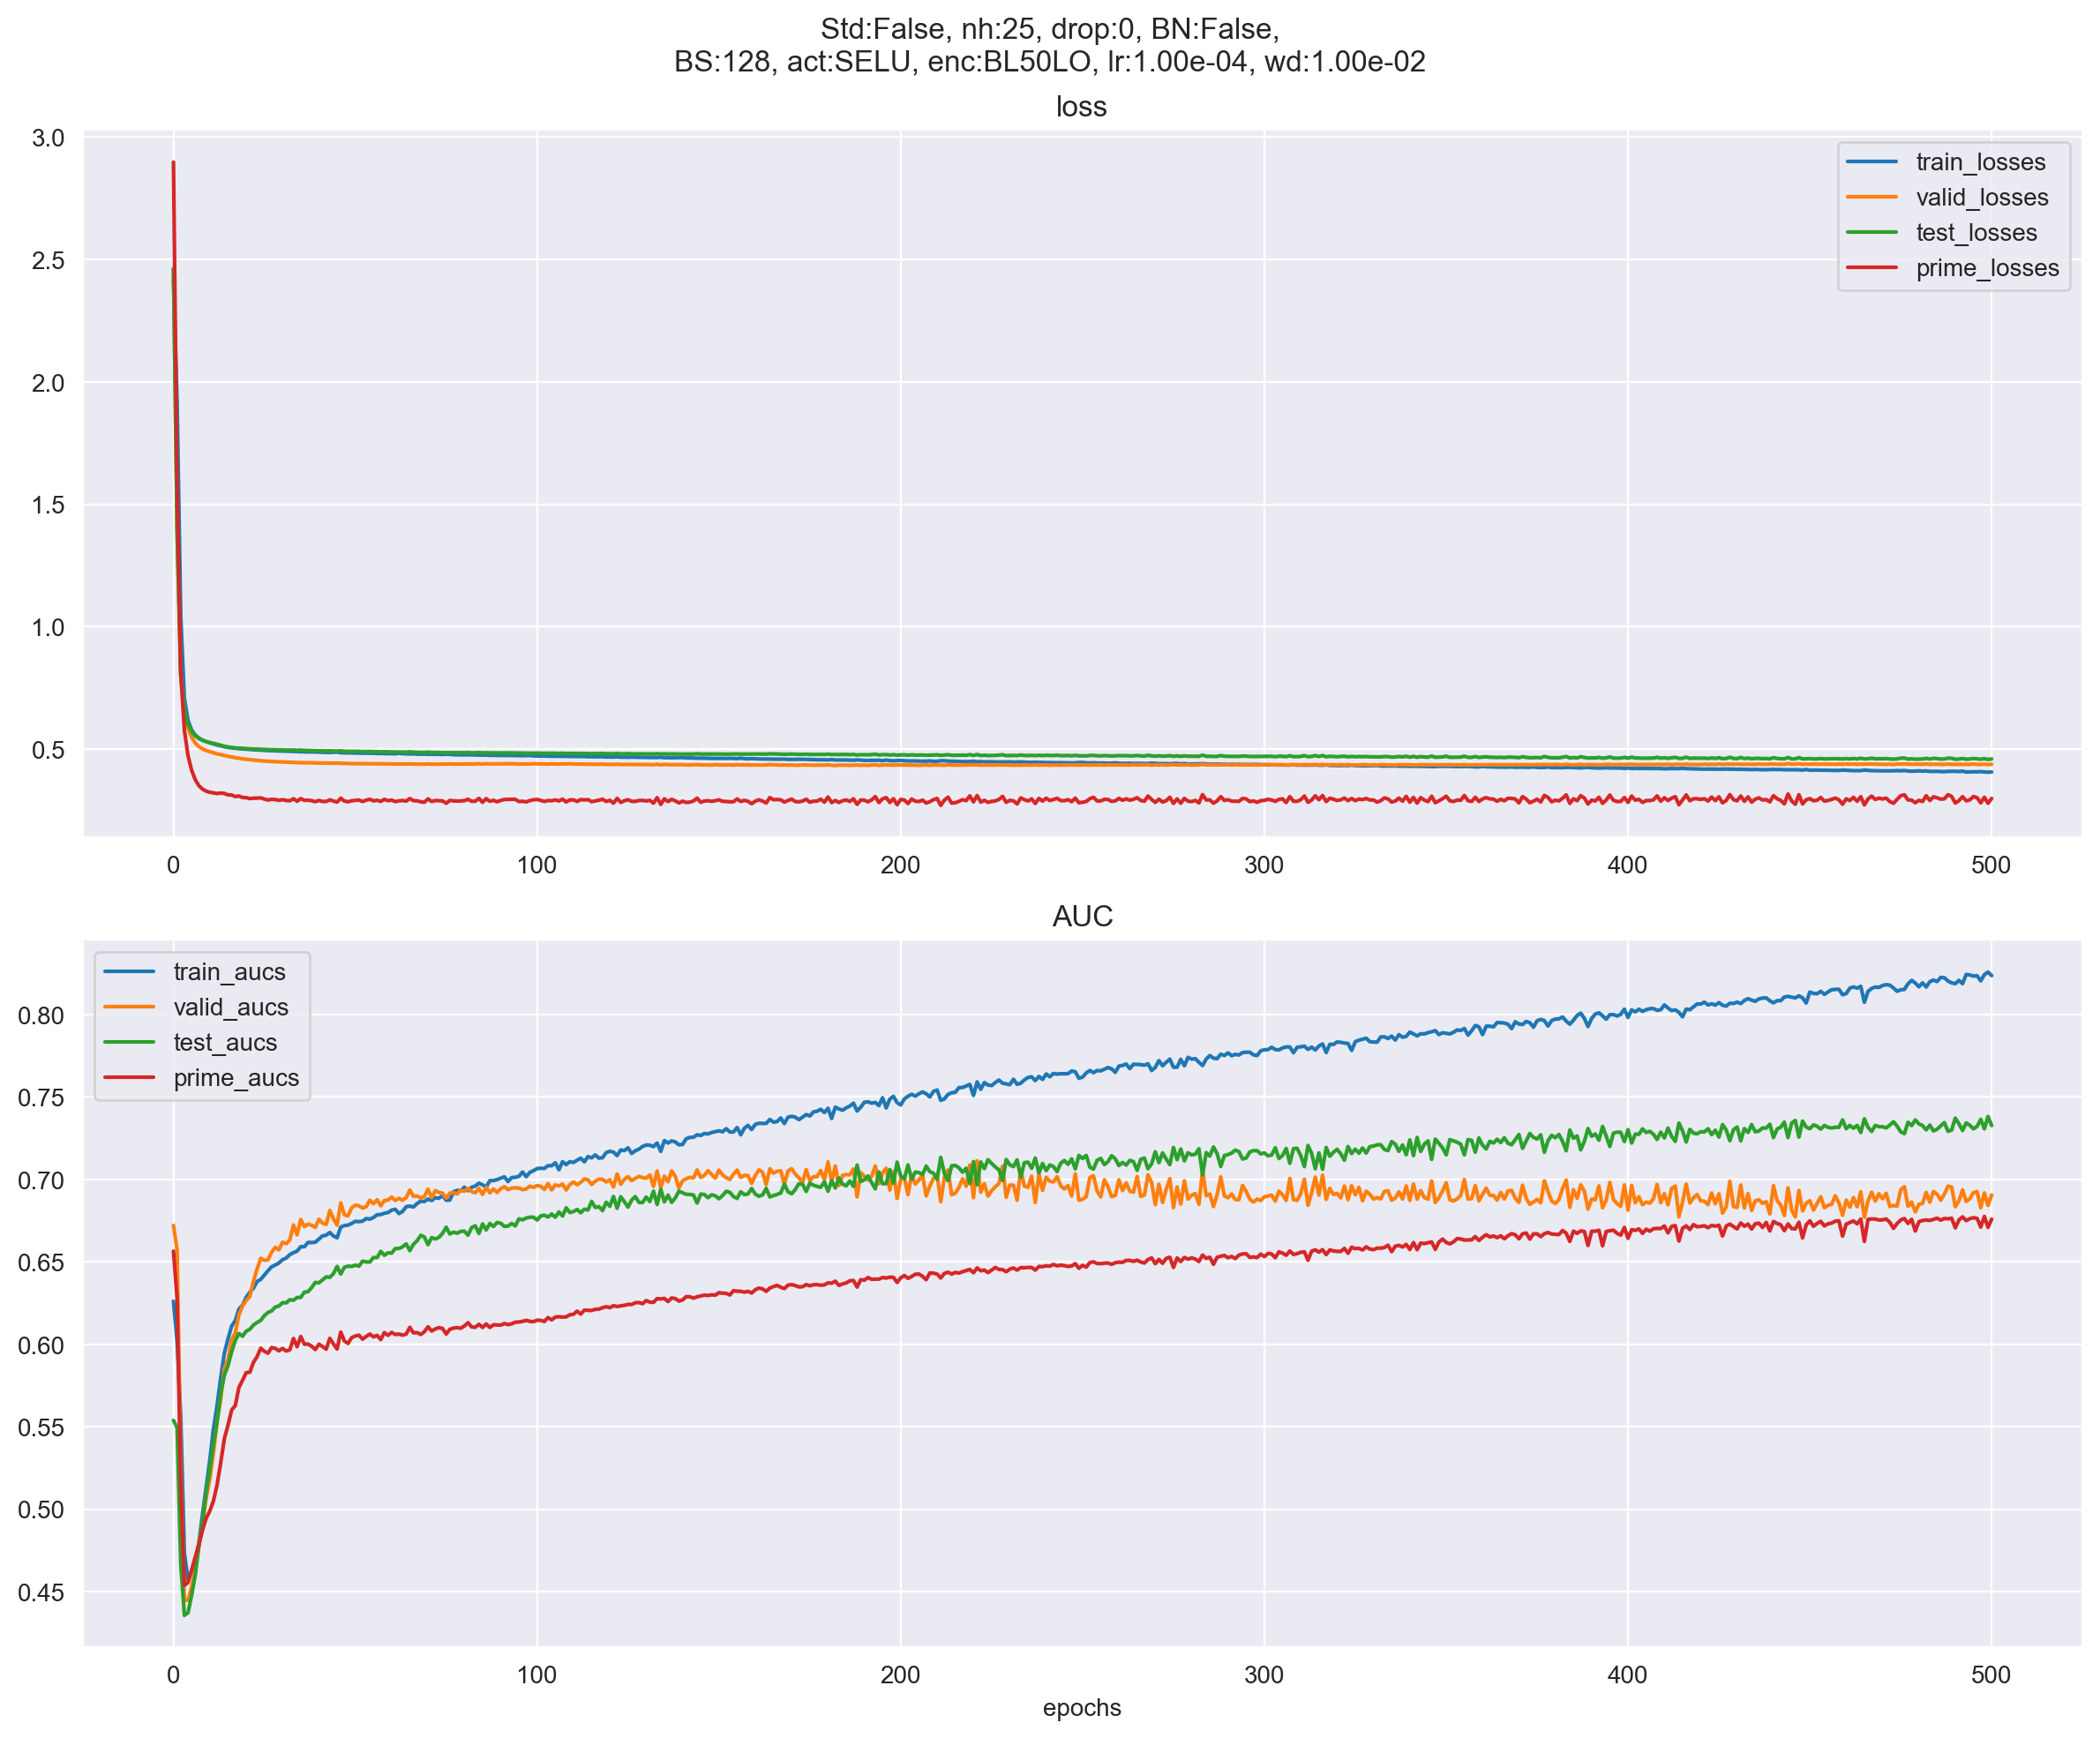 Std:False, nh:25, drop:0, BN:False,
BS:128, act:SELU, enc:BL50LO, lr:1.00e-04, wd:1.00e-02
loss
3.0
2.5
2.0
1.5
1.0
0.5
train_losses
valid_losses
test_losses
prime_losses
0 100 200 300 400 500
AUC
train_aucs
valid_aucs
test_aucs
prime_aucs
0.80
0.75
0.70
0.65
0.60
0.55
0.50
0.45
0 100 200 300 400 500
epochs